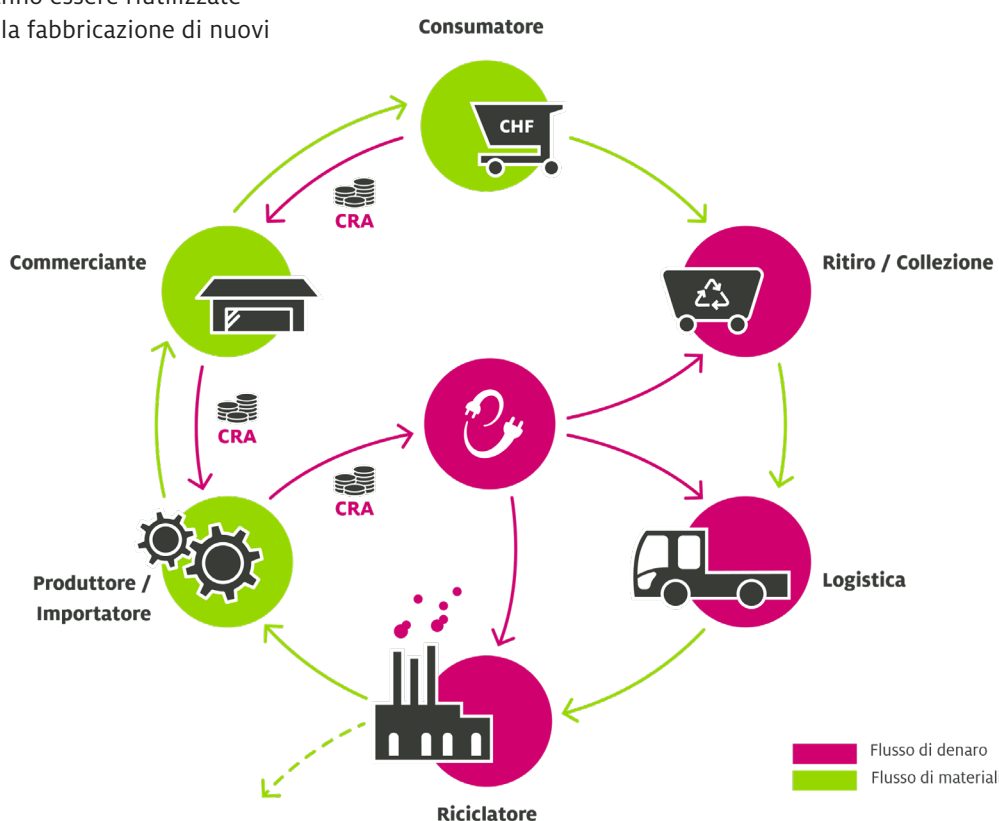 la fabbricazione di nuovi
Consumatore
CHF
CRA
Commerciante
Ritiro / Collezione
CRA
CRA
Produttore /
Importatore
Logistica
Riciclatore
Flusso di denaro
Flusso di material